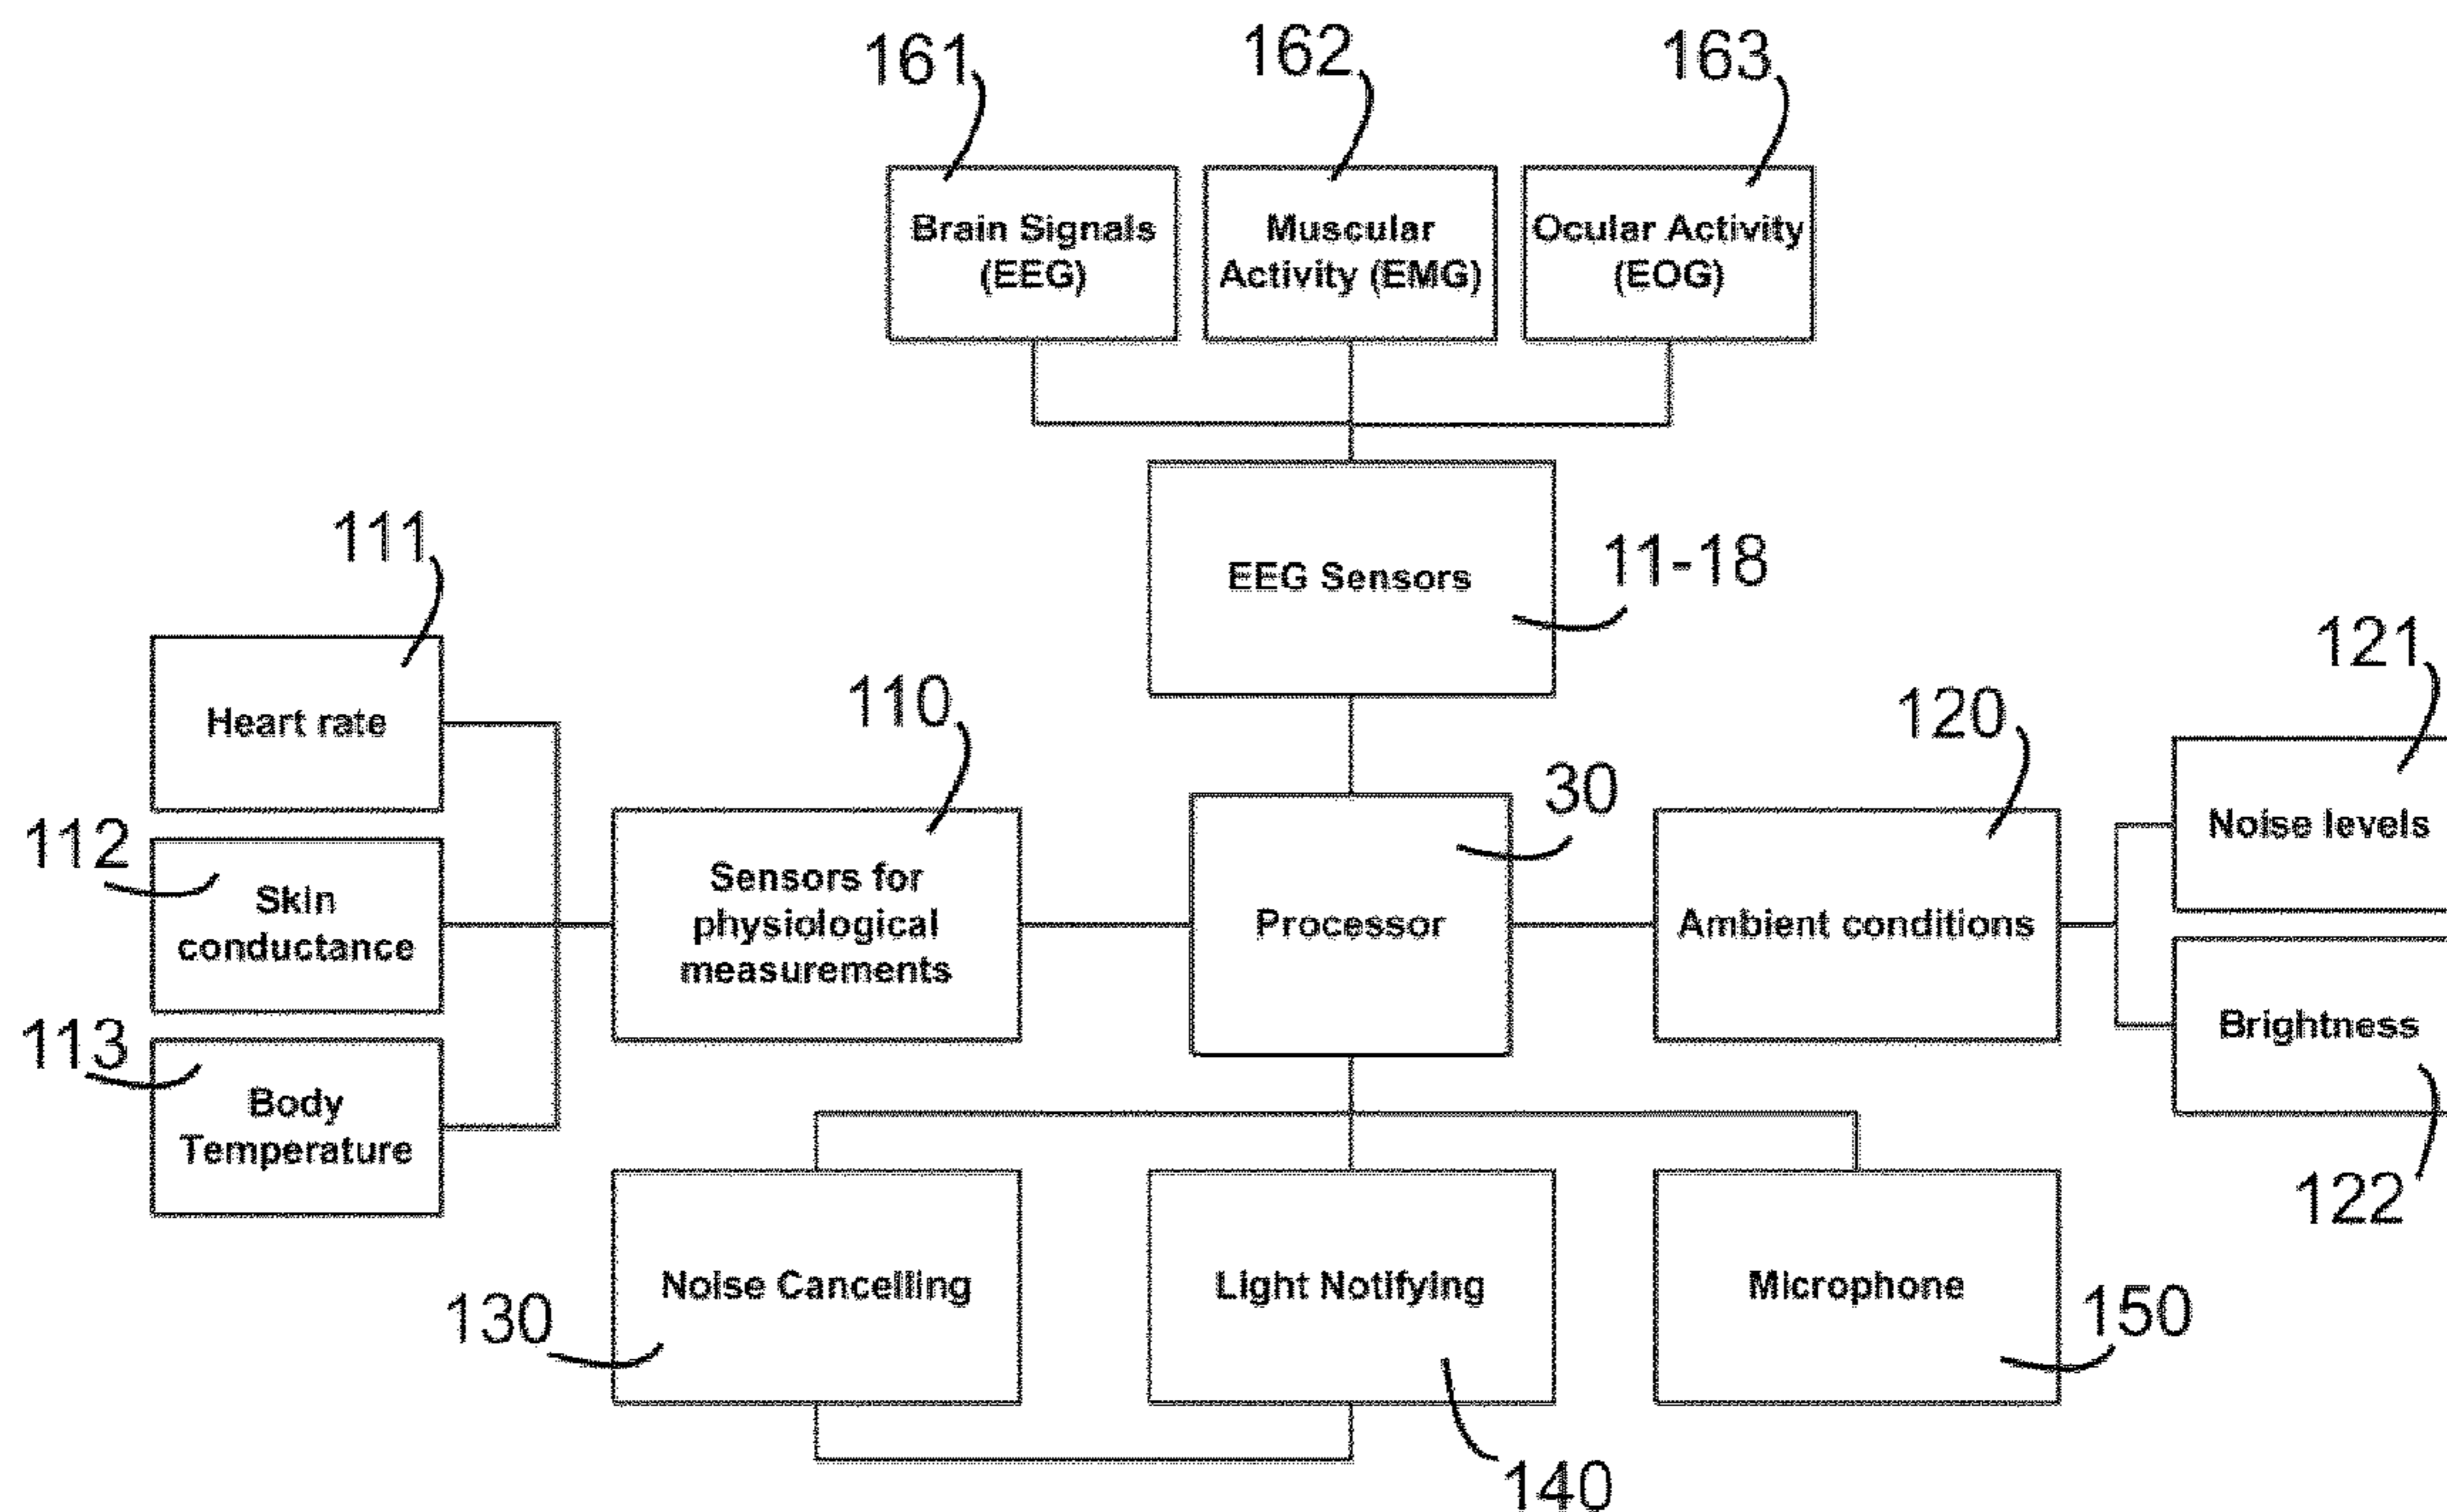 161
162
163
Brain Signals
(EEG)
Muscular
Activity (EMG)
Ocular Activity
(EOG)
EEG Sensors
11-18
111
Heart rate
112
Skin
conductance
113
Body
Temperature
110
Sensors for
physiological
measurements
30
Processor
120
Ambient conditions
121
Noise levels
Brightness
122
Noise Cancelling
130
Light Notifying
140
Microphone
150